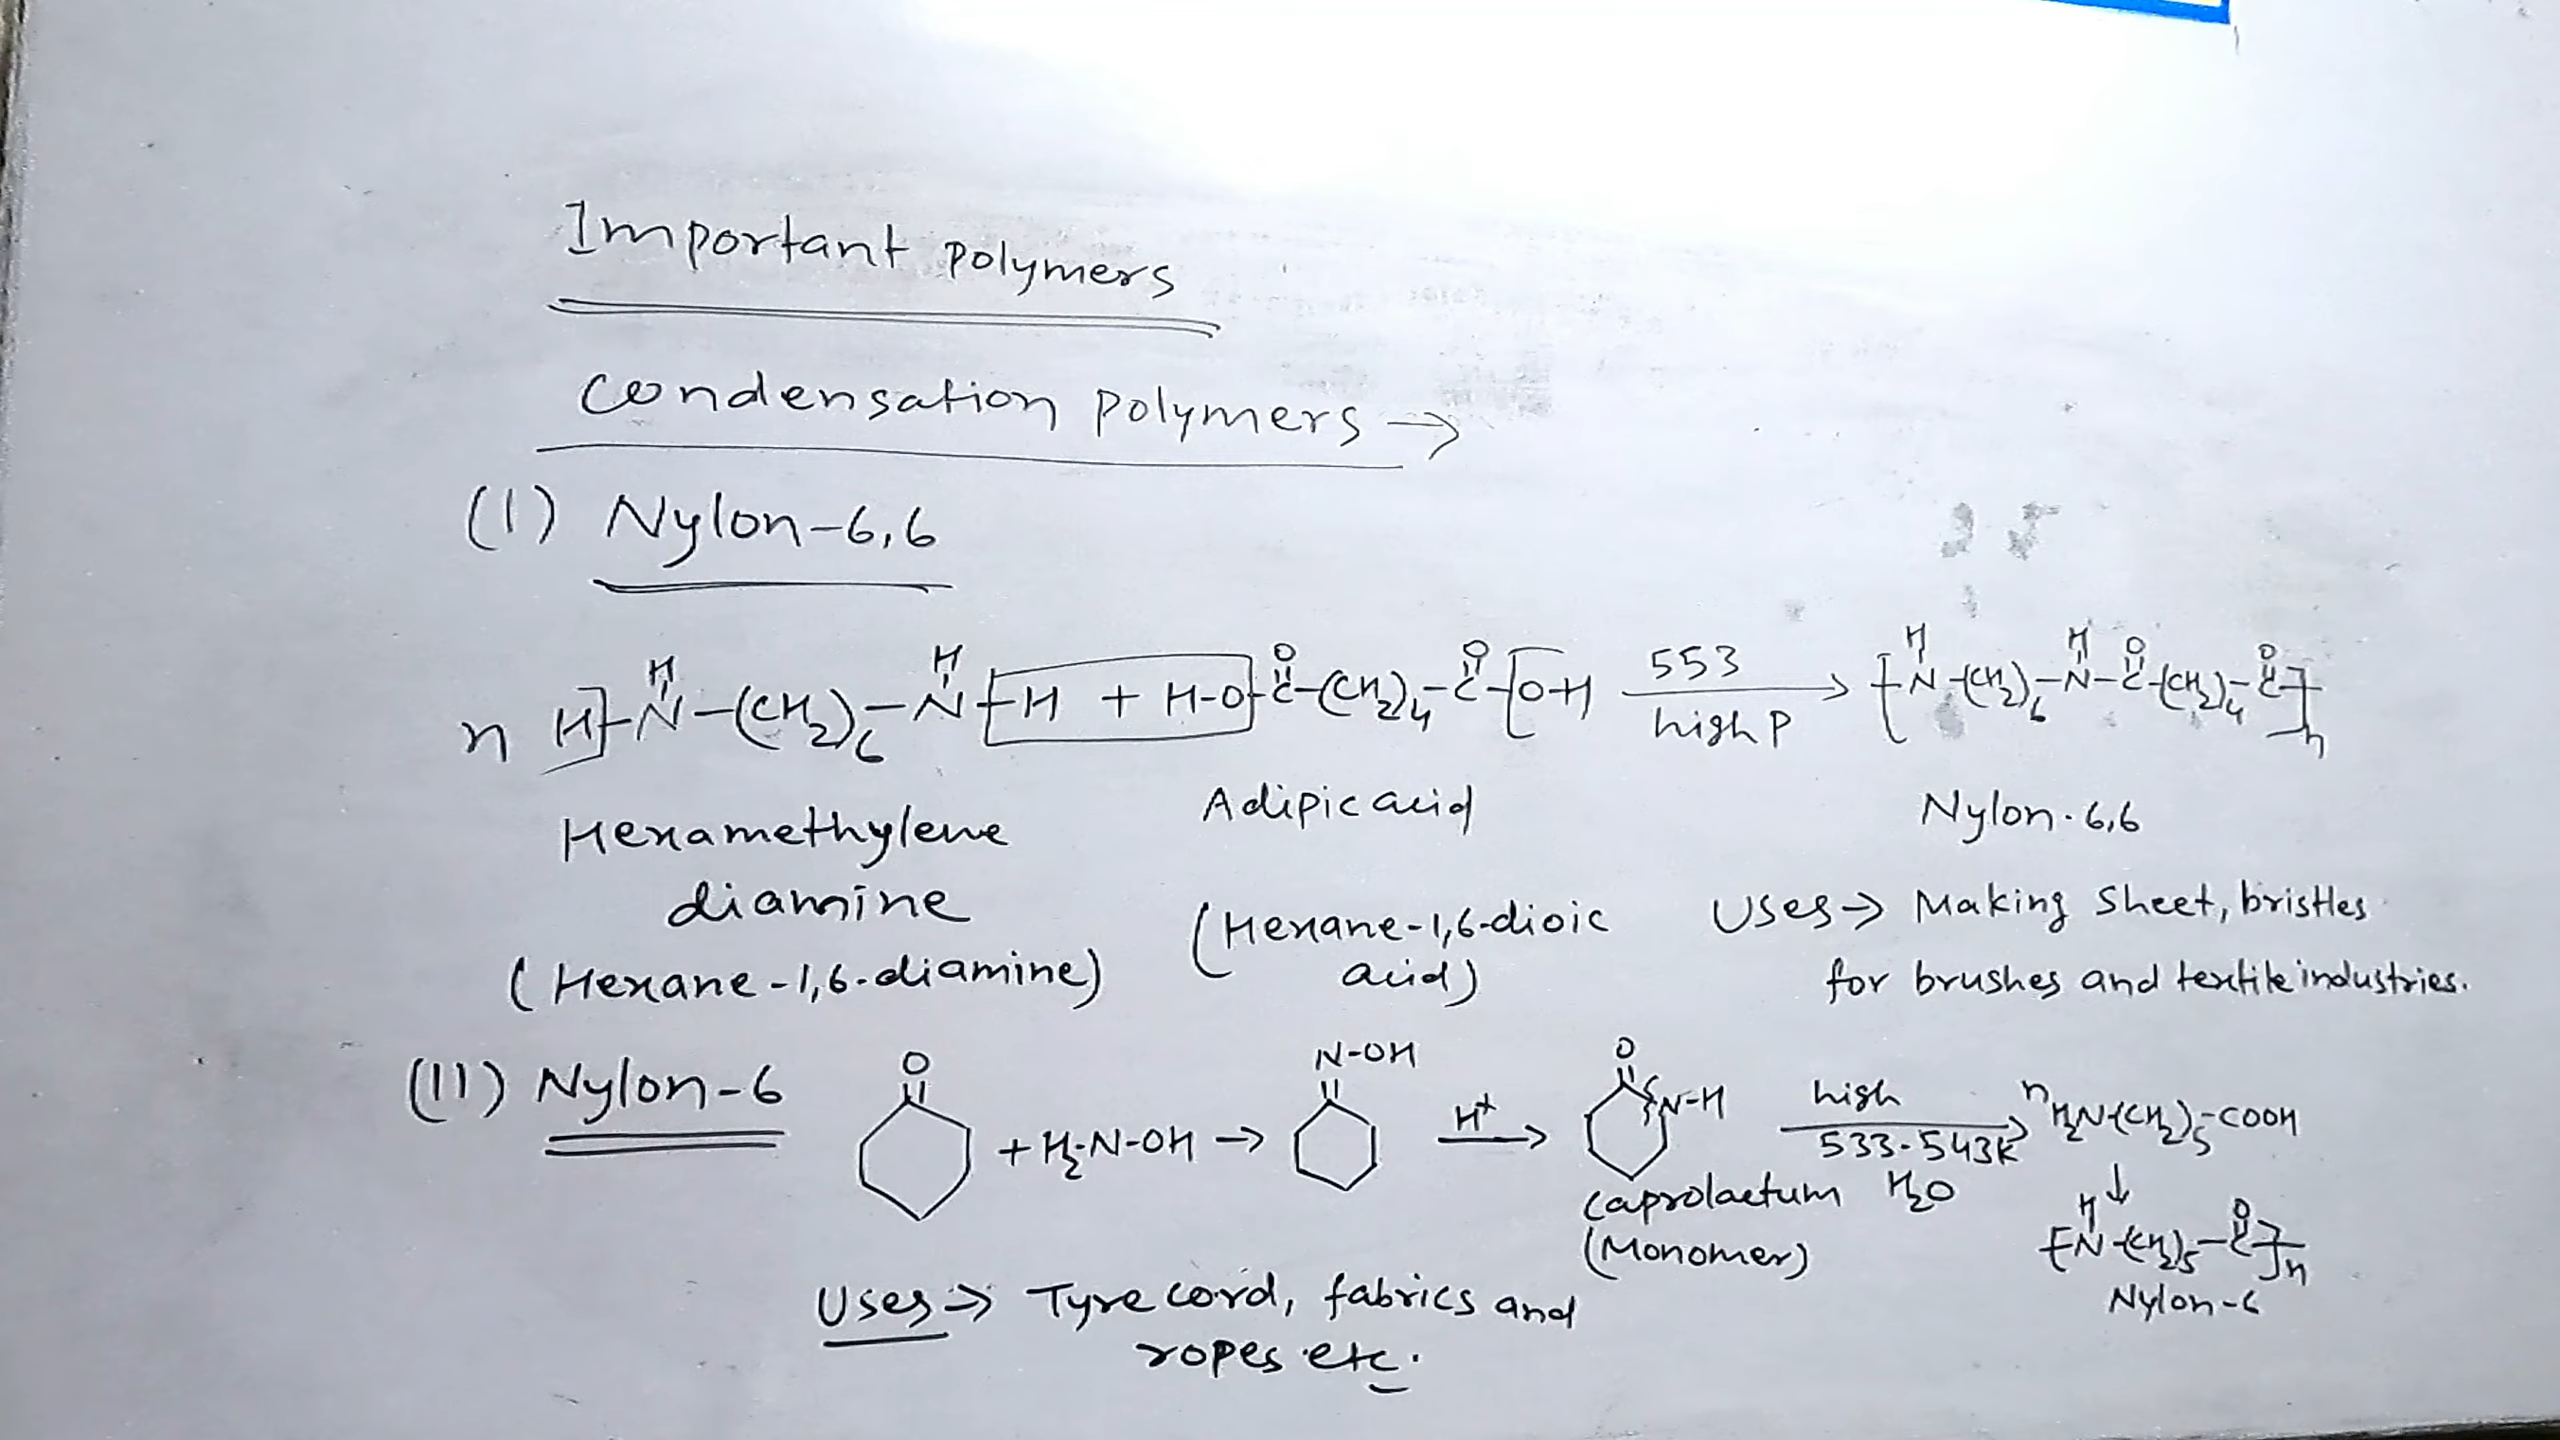 Important polymers
Condensation polymers →
(I) Nylon-6,6
n H]-N-(CH2)6-N-[H + H-O]-C-(CH2)4-C-[O-H 553 high P → [-N-(CH2)6-N-C-(CH2)4-C-]n
H H O O H H O O
Hexamethylene diamine
(Hexane-1,6-diamine)
Adipic acid
(Hexane-1,6-dioic acid)
Nylon-6,6
Uses → Making Sheet, bristles
for brushes and textile industries.
(II) Nylon-6
O + H2-N-OH → N-OH H+ → O N-H high 533-543K H2O → n H2N-(CH2)5-COOH
Caprolactum
(Monomer)
↓
H O
[-N-(CH2)5-C-]n
Nylon-6
Uses → Tyre cord, fabrics and
ropes etc.